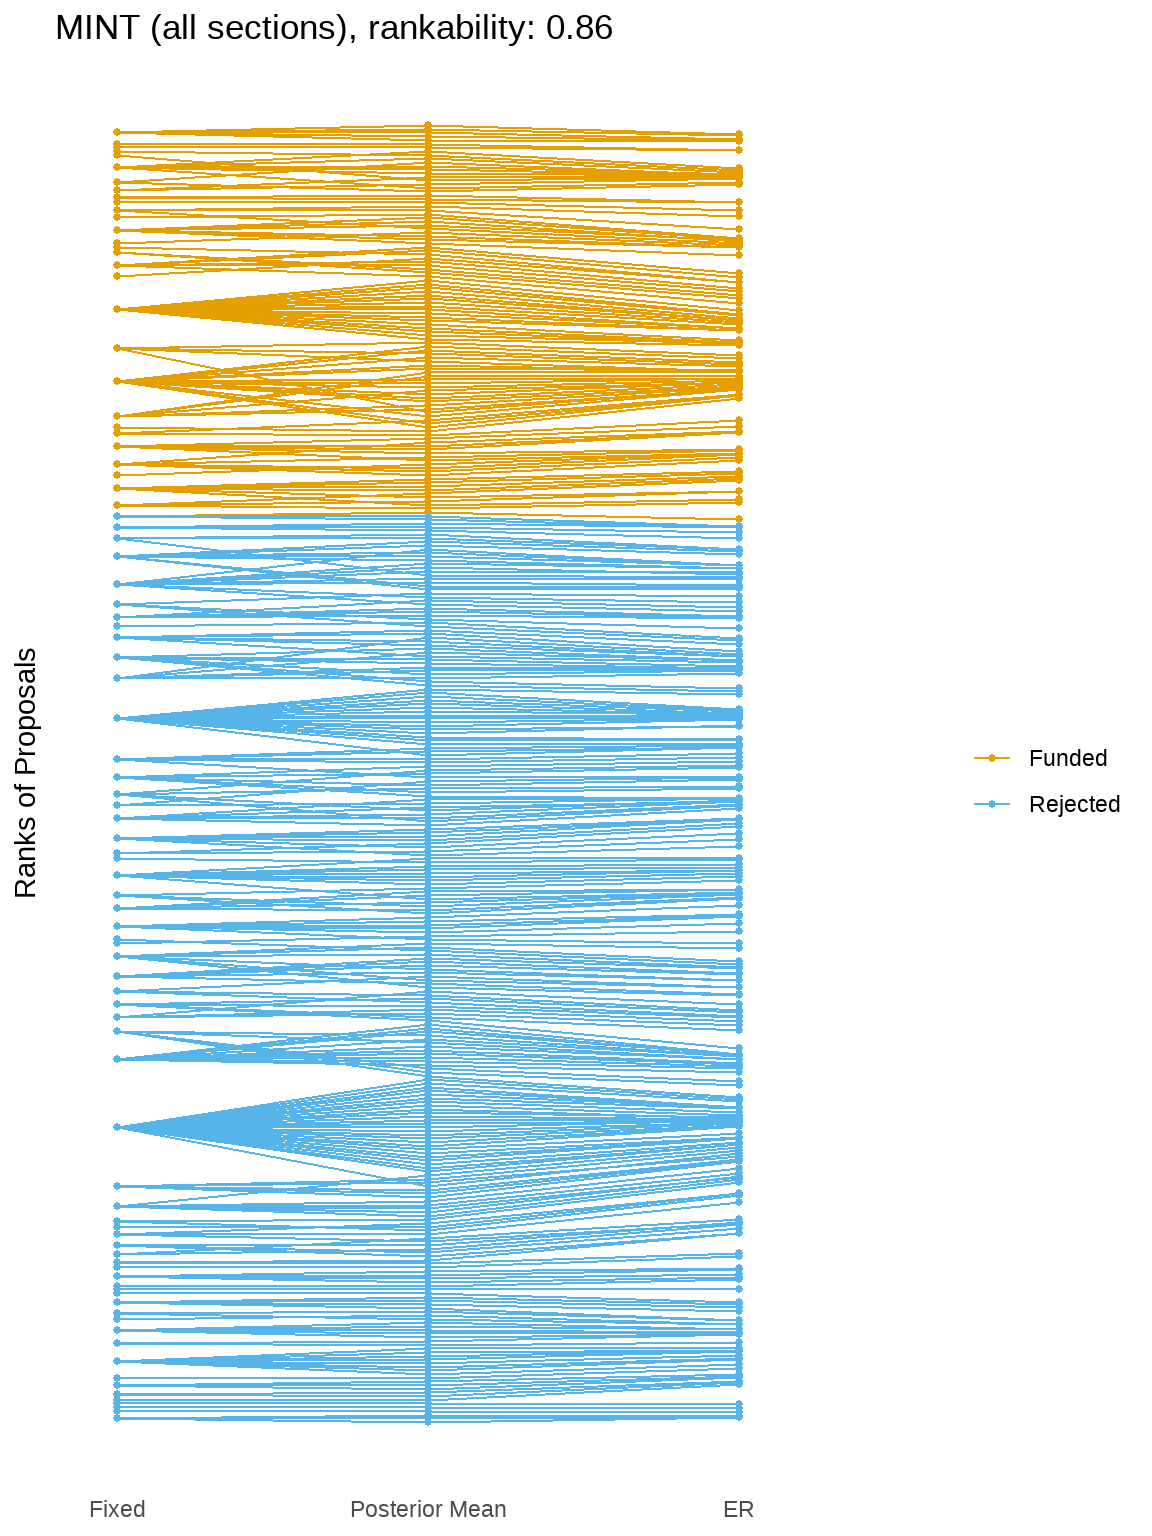 MINT (all sections), rankability: 0.86
Ranks of Proposals
Funded
Rejected
Fixed
Posterior Mean
ER